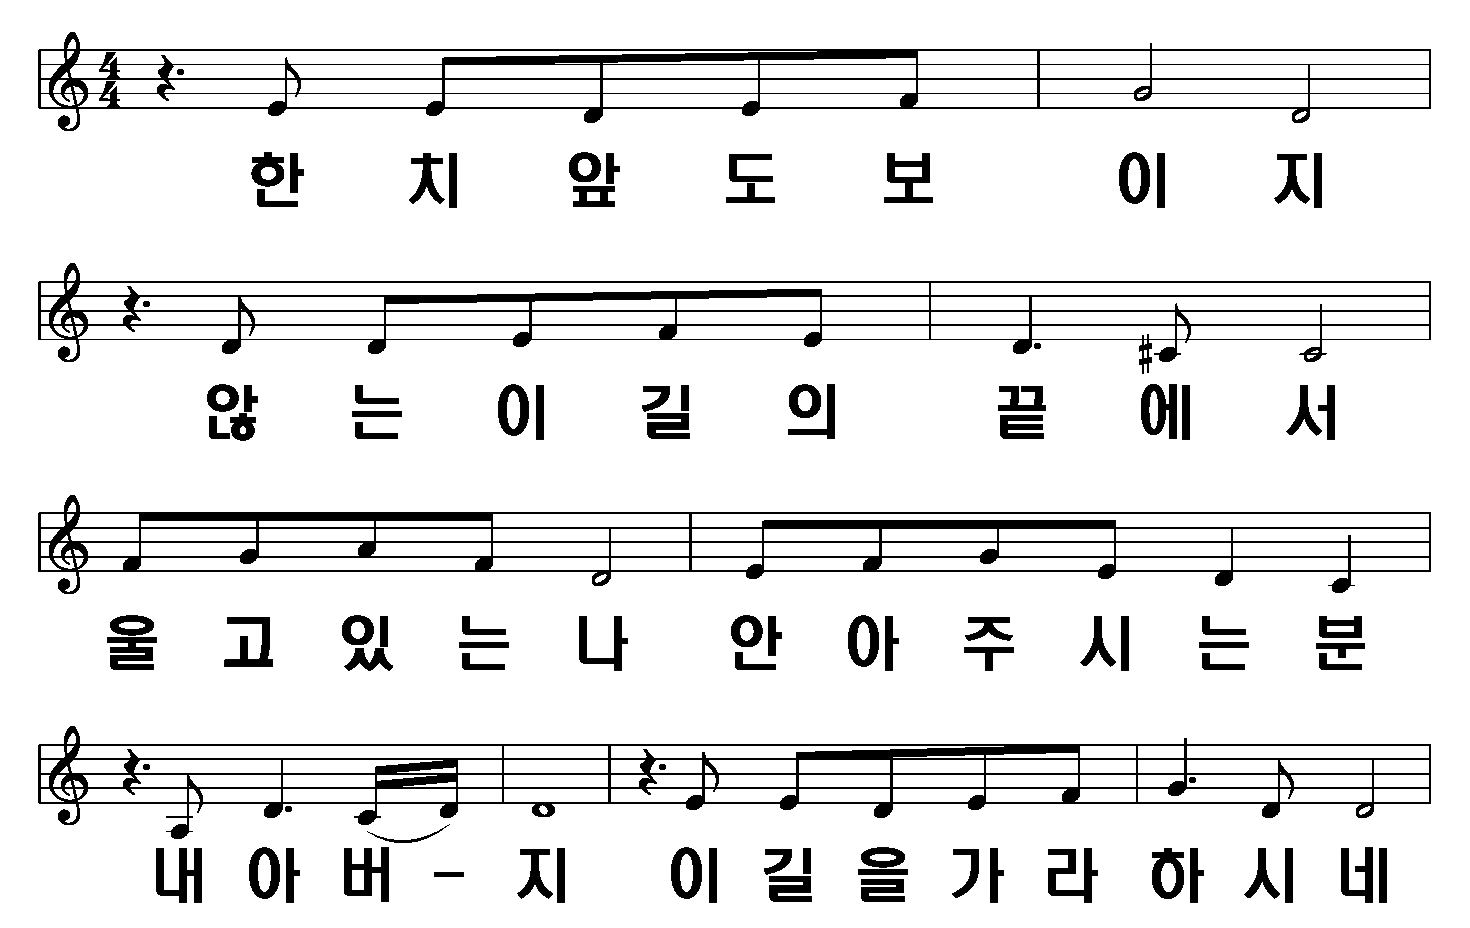 한 치 앞 도 보 이 지
않 는 이 길 의 끝 에 서
울 고 있 는 나 안 아 주 시 는 분
내 아 버 - 지 이 길 을 가 라 하 시 네